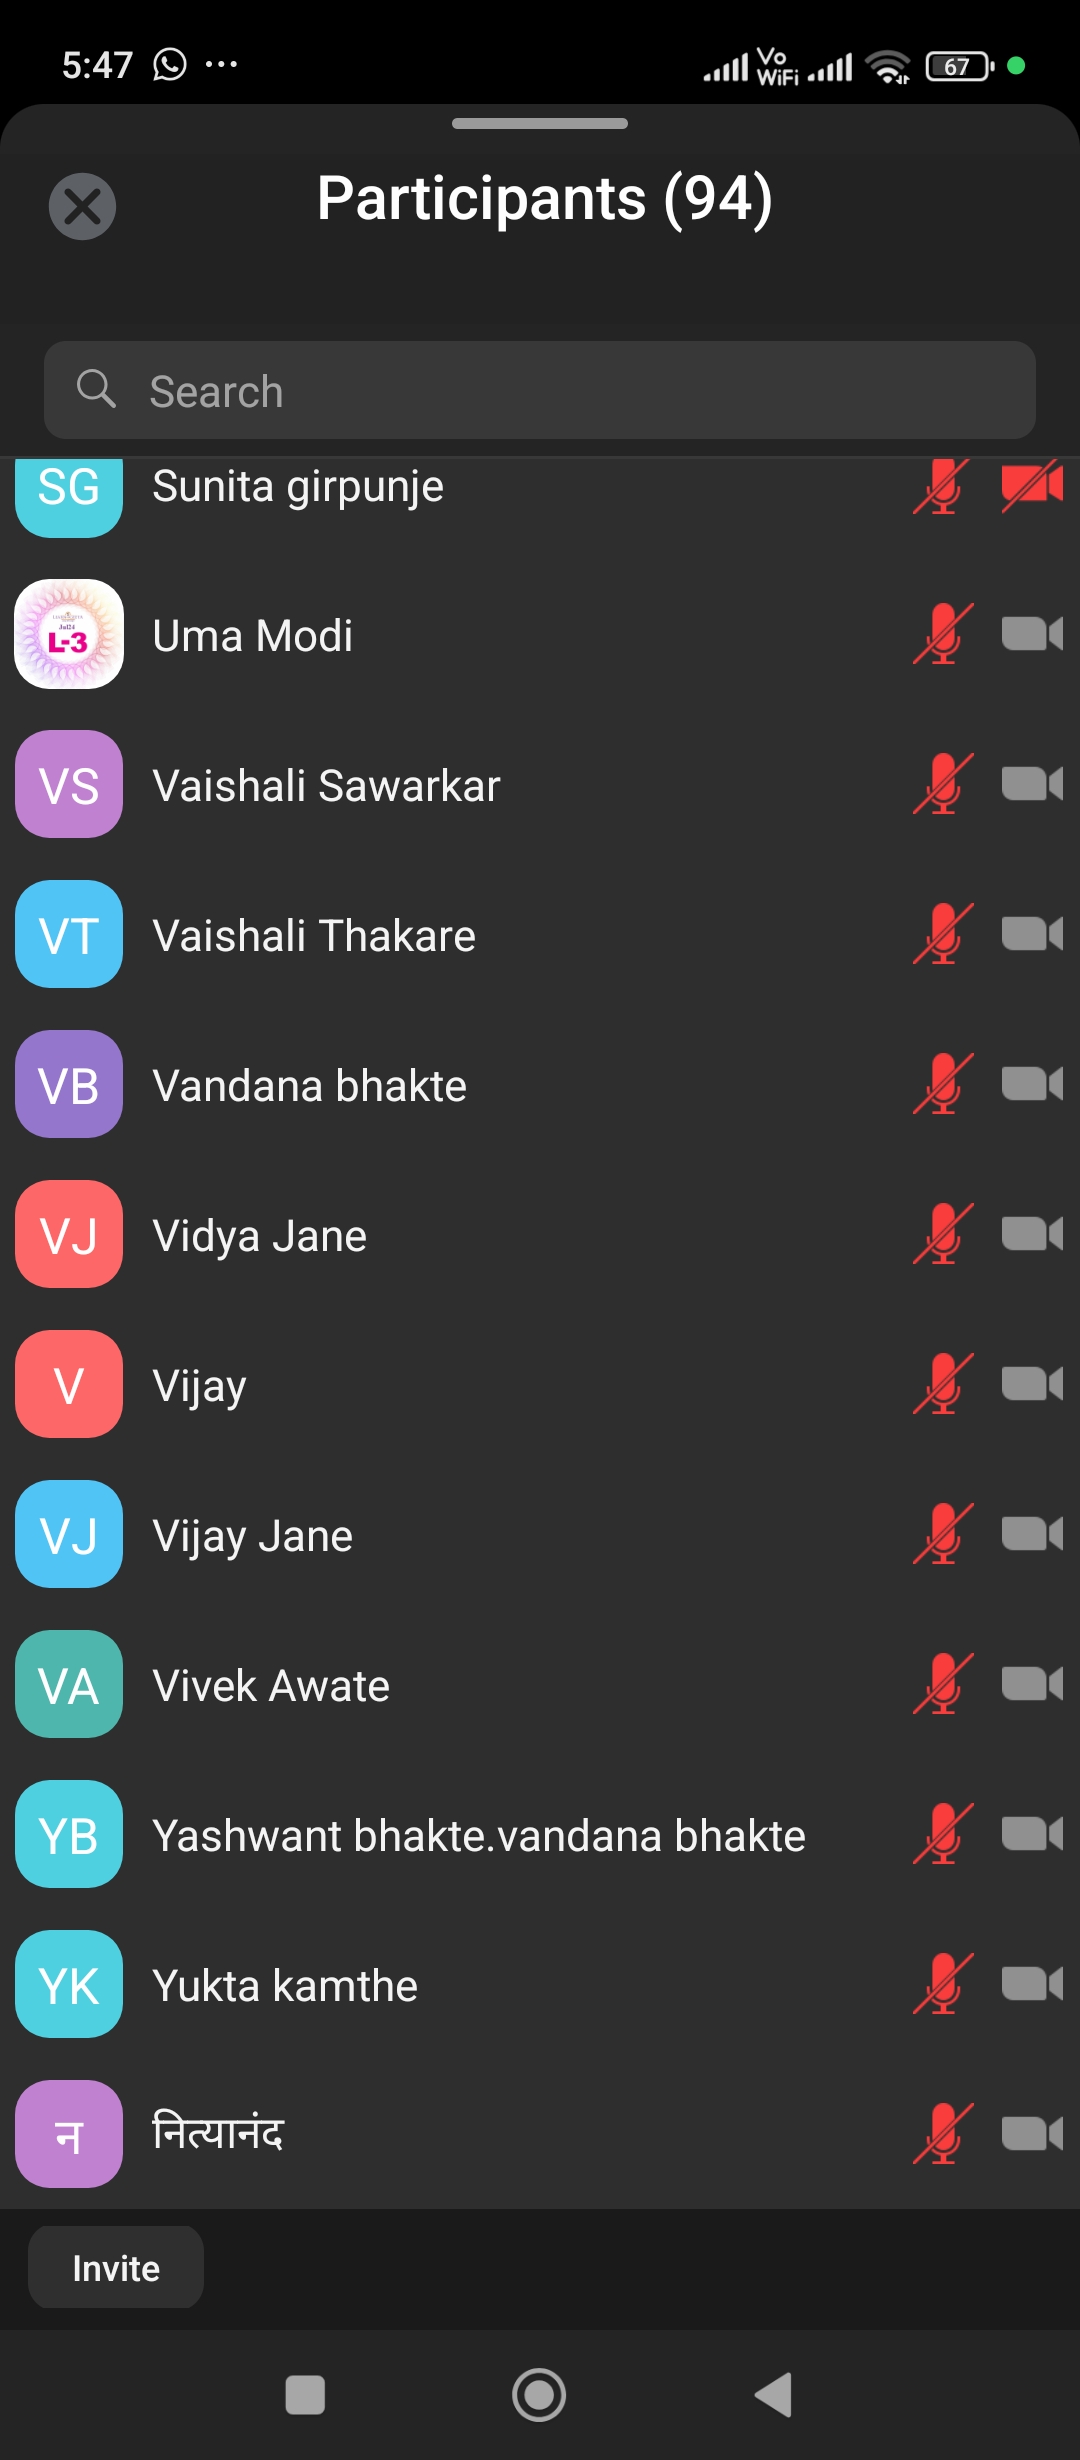 5:47
Vo
WiFi
67
Participants (94)
Search
SG Sunita girpunje
Jul24
L-3
Uma Modi
VS Vaishali Sawarkar
VT Vaishali Thakare
VB Vandana bhakte
VJ Vidya Jane
V Vijay
VJ Vijay Jane
VA Vivek Awate
YB Yashwant bhakte.vandana bhakte
YK Yukta kamthe
न नित्यानंद
Invite